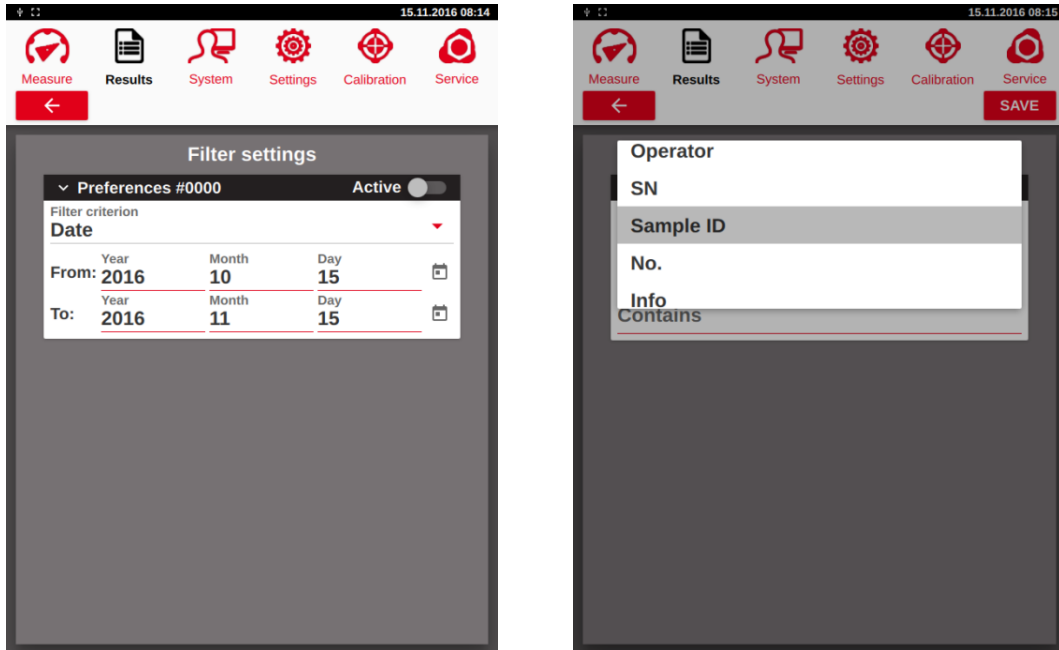 15.11.2016 08:14
Measure Results System Settings Calibration Service
Filter settings
Preferences #0000 Active
Filter criterion
Date
Year Month Day
From: 2016 10 15
Year Month Day
To: 2016 11 15
15.11.2016 08:15
Measure Results System Settings Calibration Service
SAVE
Operator
SN
Sample ID
No.
Info
Contains